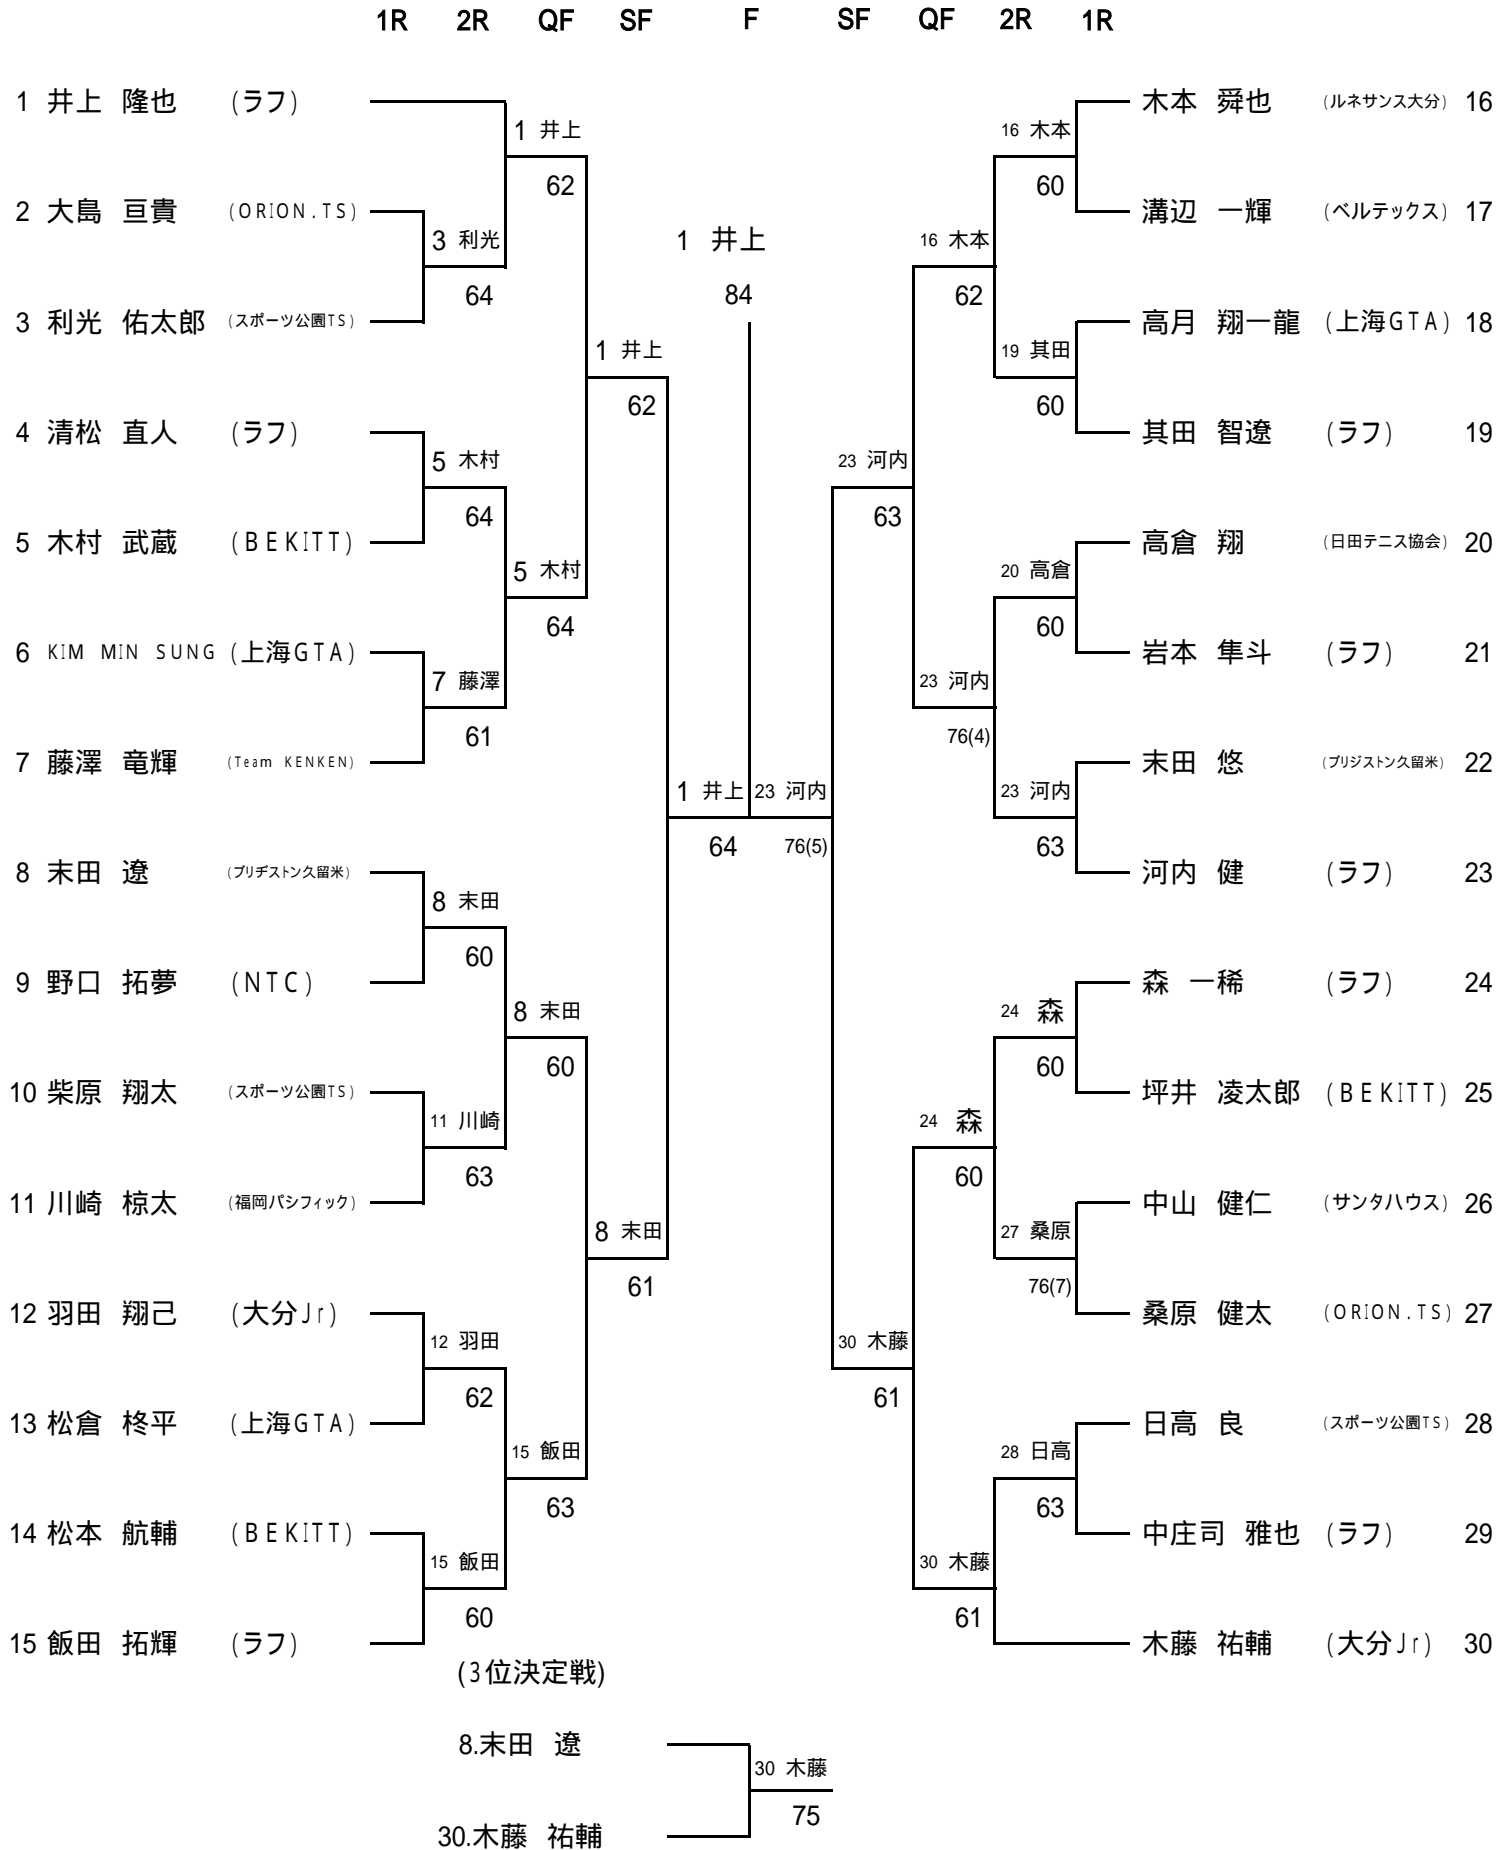 1R 2R QF SF F SF QF 2R 1R
1 井上 隆也 (ラフ) 木本 舜也 (ルネサンス大分) 16
1 井上 16 木本
62 60
2 大島 亘貴 (ORION.TS) 溝辺 一輝 (ベルテックス) 17
3 利光 1 井上 16 木本
64 84 62
3 利光 佑太郎 (スポーツ公園TS) 高月 翔一龍 (上海GTA) 18
1 井上 19 其田
62 60
4 清松 直人 (ラフ) 其田 智遼 (ラフ) 19
5 木村 23 河内
64 63
5 木村 武蔵 (BEKITT) 高倉 翔 (日田テニス協会) 20
5 木村 20 高倉
64 60
6 KIM MIN SUNG (上海GTA) 岩本 隼斗 (ラフ) 21
7 藤澤 23 河内
61 76(4)
7 藤澤 竜輝 (Team KENKEN) 末田 悠 (ブリジストン久留米) 22
1 井上 23 河内 23 河内
64 76(5) 63
8 末田 遼 (ブリヂストン久留米) 河内 健 (ラフ) 23
8 末田
60
9 野口 拓夢 (NTC) 森 一稀 (ラフ) 24
8 末田 24 森
60 60
10 柴原 翔太 (スポーツ公園TS) 坪井 凌太郎 (BEKITT) 25
11 川崎 24 森
63 60
11 川崎 椋太 (福岡パシフィック) 中山 健仁 (サンタハウス) 26
8 末田 27 桑原
61 76(7)
12 羽田 翔己 (大分Jr) 桑原 健太 (ORION.TS) 27
12 羽田 30 木藤
62 61
13 松倉 柊平 (上海GTA) 日高 良 (スポーツ公園TS) 28
15 飯田 28 日高
63 63
14 松本 航輔 (BEKITT) 中庄司 雅也 (ラフ) 29
15 飯田 30 木藤
60 61
15 飯田 拓輝 (ラフ) 木藤 祐輔 (大分Jr) 30
(3位決定戦)
8.末田 遼
30 木藤
75
30.木藤 祐輔